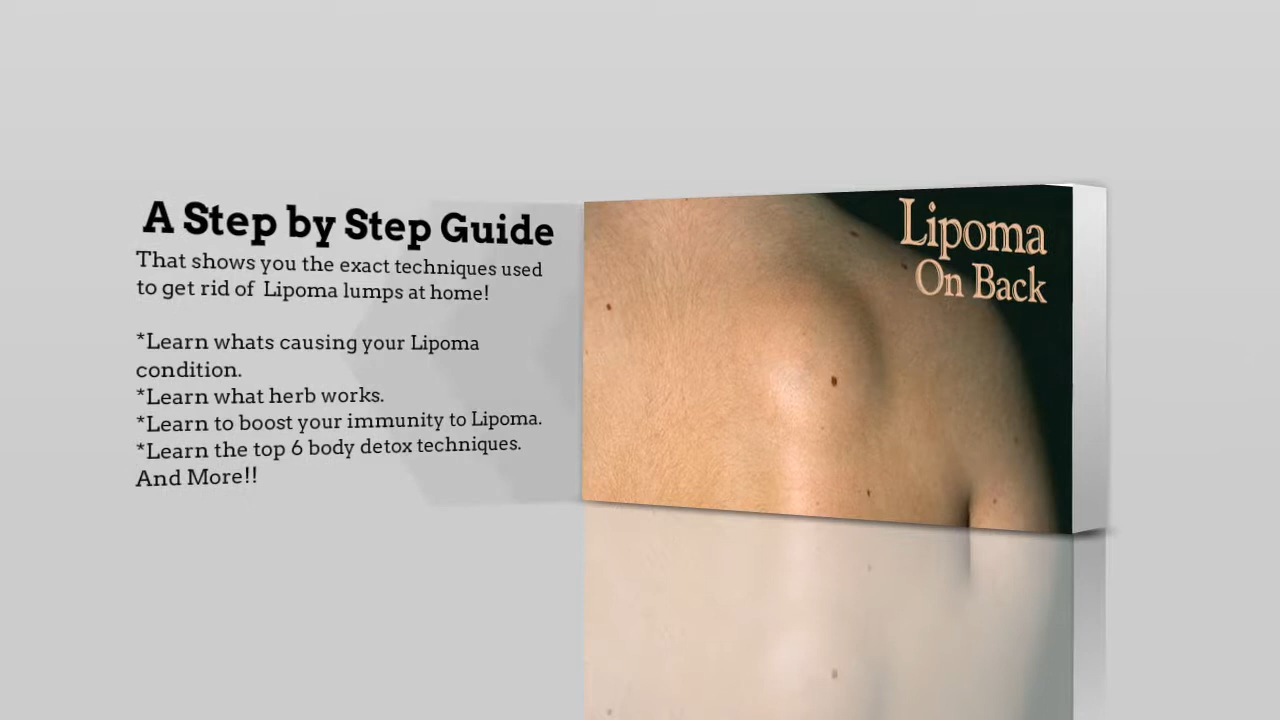 A Step by Step Guide
That shows you the exact techniques used
to get rid of Lipoma lumps at home!
*Learn whats causing your Lipoma
condition.
*Learn what herb works.
*Learn to boost your immunity to Lipoma.
*Learn the top 6 body detox techniques.
And More!!
Lipoma
On Back